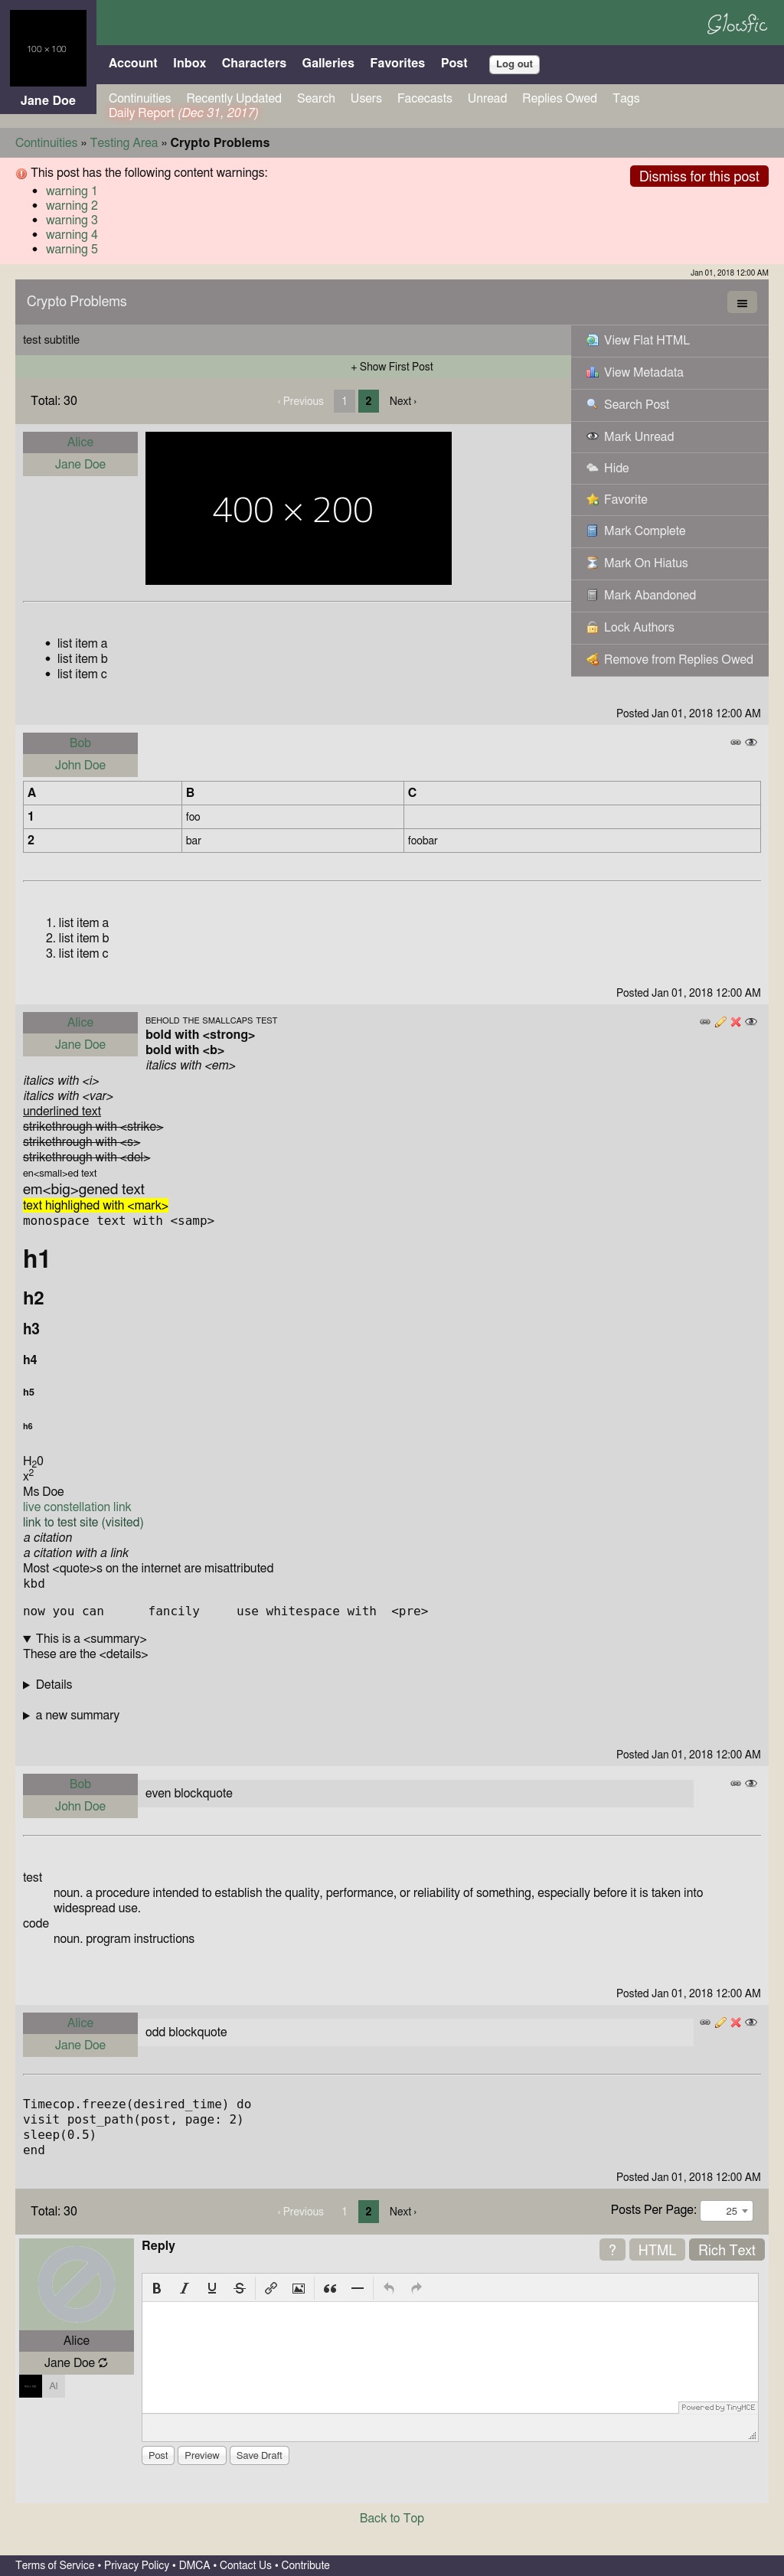 100 × 100
Glowfic
Account Inbox Characters Galleries Favorites Post Log out
Jane Doe
Continuities Recently Updated Search Users Facecasts Unread Replies Owed Tags
Daily Report (Dec 31, 2017)
Continuities » Testing Area » Crypto Problems
This post has the following content warnings:
Dismiss for this post
• warning 1
• warning 2
• warning 3
• warning 4
• warning 5
Jan 01, 2018 12:00 AM
Crypto Problems
test subtitle
+ Show First Post
Total: 30 ‹ Previous 1 2 Next ›
View Flat HTML
View Metadata
Search Post
Mark Unread
Hide
Favorite
Mark Complete
Mark On Hiatus
Mark Abandoned
Lock Authors
Remove from Replies Owed
Alice
Jane Doe
400 × 200
• list item a
• list item b
• list item c
Posted Jan 01, 2018 12:00 AM
Bob
John Doe
A B C
1 foo
2 bar foobar
1. list item a
2. list item b
3. list item c
Posted Jan 01, 2018 12:00 AM
Alice
Jane Doe
BEHOLD THE SMALLCAPS TEST
bold with <strong>
bold with <b>
italics with <em>
italics with <i>
italics with <var>
underlined text
strikethrough with <strike>
strikethrough with <s>
strikethrough with <del>
en<small>ed text
em<big>gened text
text highlighed with <mark>
monospace text with <samp>
h1
h2
h3
h4
h5
h6
H20
x2
Ms Doe
live constellation link
link to test site (visited)
a citation
a citation with a link
Most <quote>s on the internet are misattributed
kbd
now you can      fancily     use whitespace with  <pre>
▼ This is a <summary>
These are the <details>
▶ Details
▶ a new summary
Posted Jan 01, 2018 12:00 AM
Bob
John Doe
even blockquote
test
noun. a procedure intended to establish the quality, performance, or reliability of something, especially before it is taken into
widespread use.
code
noun. program instructions
Posted Jan 01, 2018 12:00 AM
Alice
Jane Doe
odd blockquote
Timecop.freeze(desired_time) do
visit post_path(post, page: 2)
sleep(0.5)
end
Posted Jan 01, 2018 12:00 AM
Total: 30 ‹ Previous 1 2 Next › Posts Per Page: 25
Reply ? HTML Rich Text
B I U S
Alice
Jane Doe
Al
Powered by TinyMCE
Post Preview Save Draft
Back to Top
Terms of Service • Privacy Policy • DMCA • Contact Us • Contribute